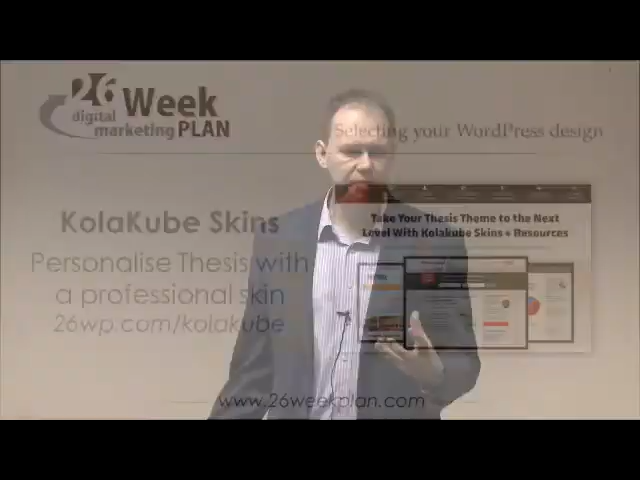 26 Week
digital
marketing PLAN
Selecting your WordPress design
KolaKube Skins
Personalise Thesis with
a professional skin
26wp.com/kolakube
Take Your Thesis Theme to the Next
Level With Kolakube Skins + Resources
www.26weekplan.com